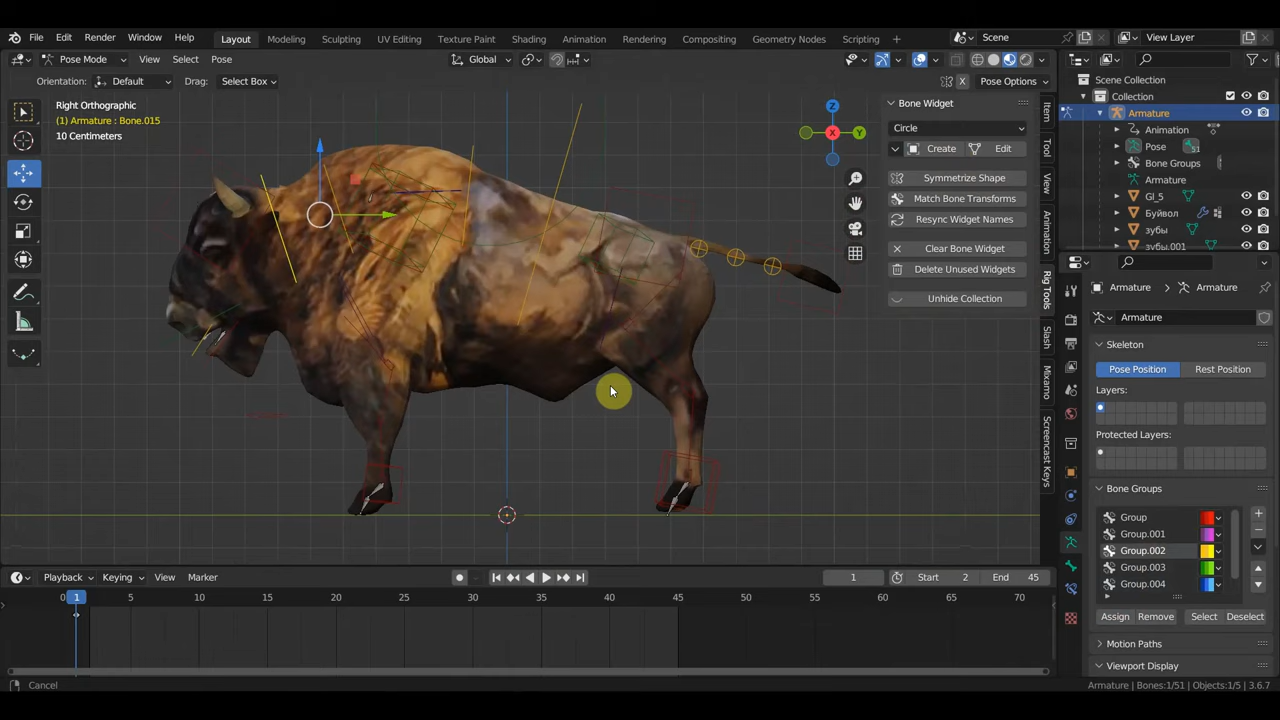 File Edit Render Window Help Layout Modeling Sculpting UV Editing Texture Paint Shading Animation Rendering Compositing Geometry Nodes Scripting + Scene View Layer
Pose Mode View Select Pose Global
Orientation: Default Drag: Select Box X Pose Options
Right Orthographic
(1) Armature : Bone.015
10 Centimeters
Z
X
Y
Bone Widget
Circle
Create Edit
Symmetrize Shape
Match Bone Transforms
Resync Widget Names
Clear Bone Widget
Delete Unused Widgets
Unhide Collection
Item
Tool
View
Animation
Rig Tools
Slash
Mixamo
Screencast Keys
Scene Collection
Collection
Armature
Animation
Pose
Bone Groups
Armature
Gl_5
Буйвол
зубы
зубы.001
Armature Armature
Armature
Skeleton
Pose Position Rest Position
Layers:
Protected Layers:
Bone Groups
Group
Group.001
Group.002
Group.003
Group.004
Assign Remove Select Deselect
Motion Paths
Viewport Display
Playback Keying View Marker 1 Start 2 End 45
0 1 5 10 15 20 25 30 35 40 45 50 55 60 65 70
Cancel Armature | Bones:1/51 | Objects:1/5 | 3.6.7